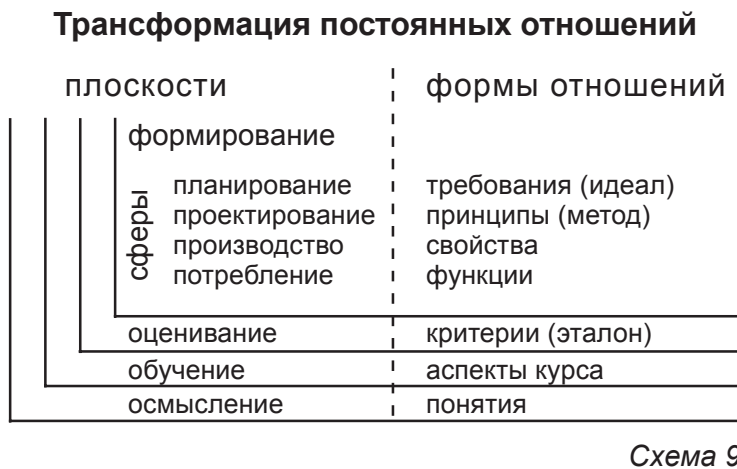 Трансформация постоянных отношений
плоскости формы отношений
формирование
сферы
планирование требования (идеал)
проектирование принципы (метод)
производство свойства
потребление функции
оценивание критерии (эталон)
обучение аспекты курса
осмысление понятия
Схема 9